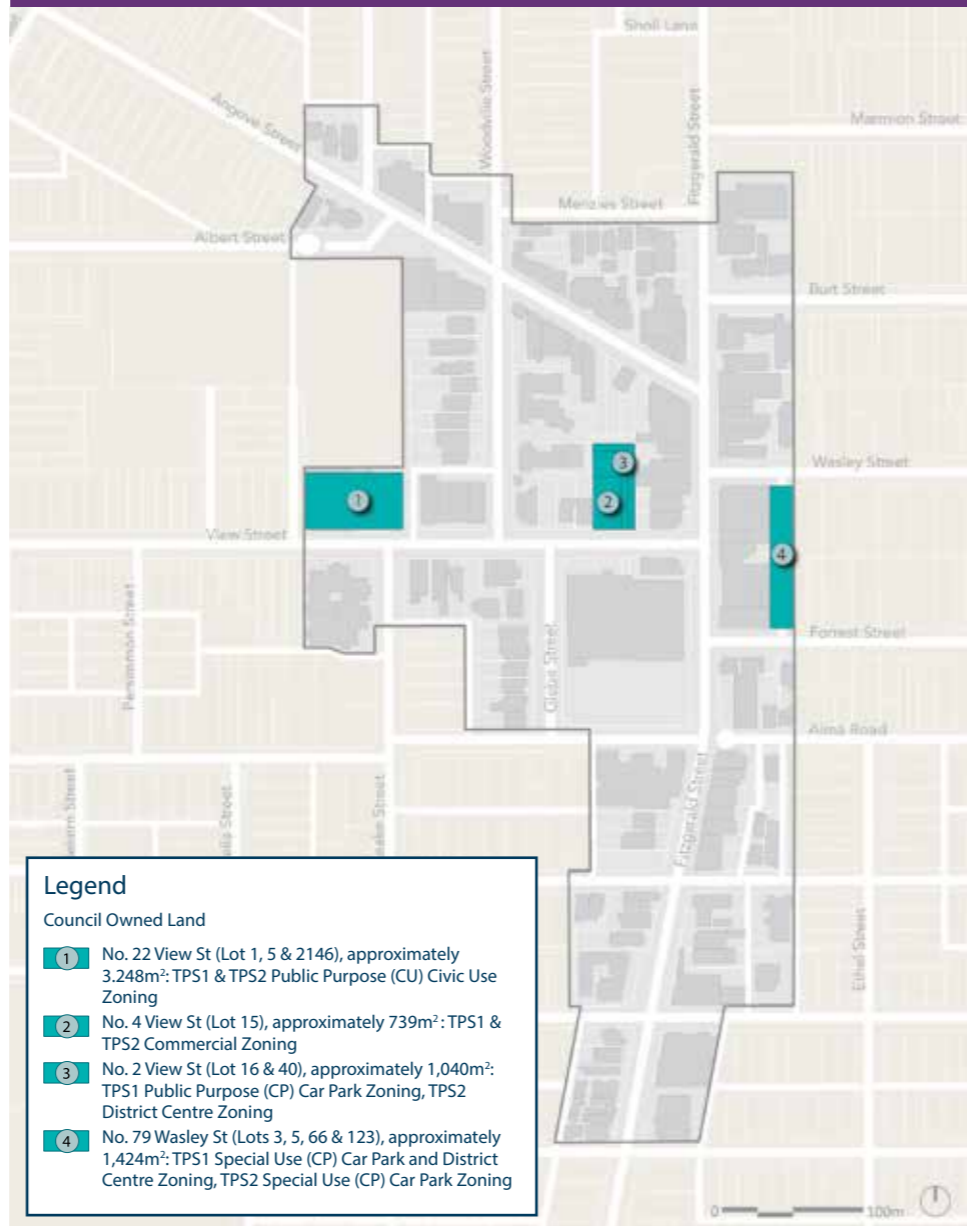 Sholl Lane
Woodville Street
Fitzgerald Street
Angove Street
Marmion Street
Menzies Street
Albert Street
Burt Street
3
Wasley Street
1
2
View Street
4
Persimmon Street
Glebe Street
Forrest Street
Alma Road
Fitzgerald Street
Street
Street
Street
Ethel Street
Legend
Council Owned Land
1 No. 22 View St (Lot 1, 5 & 2146), approximately
3.248m²: TPS1 & TPS2 Public Purpose (CU) Civic Use
Zoning
2 No. 4 View St (Lot 15), approximately 739m²: TPS1 &
TPS2 Commercial Zoning
3 No. 2 View St (Lot 16 & 40), approximately 1,040m²:
TPS1 Public Purpose (CP) Car Park Zoning, TPS2
District Centre Zoning
4 No. 79 Wasley St (Lots 3, 5, 66 & 123), approximately
1,424m²: TPS1 Special Use (CP) Car Park and District
Centre Zoning, TPS2 Special Use (CP) Car Park Zoning
0 100m